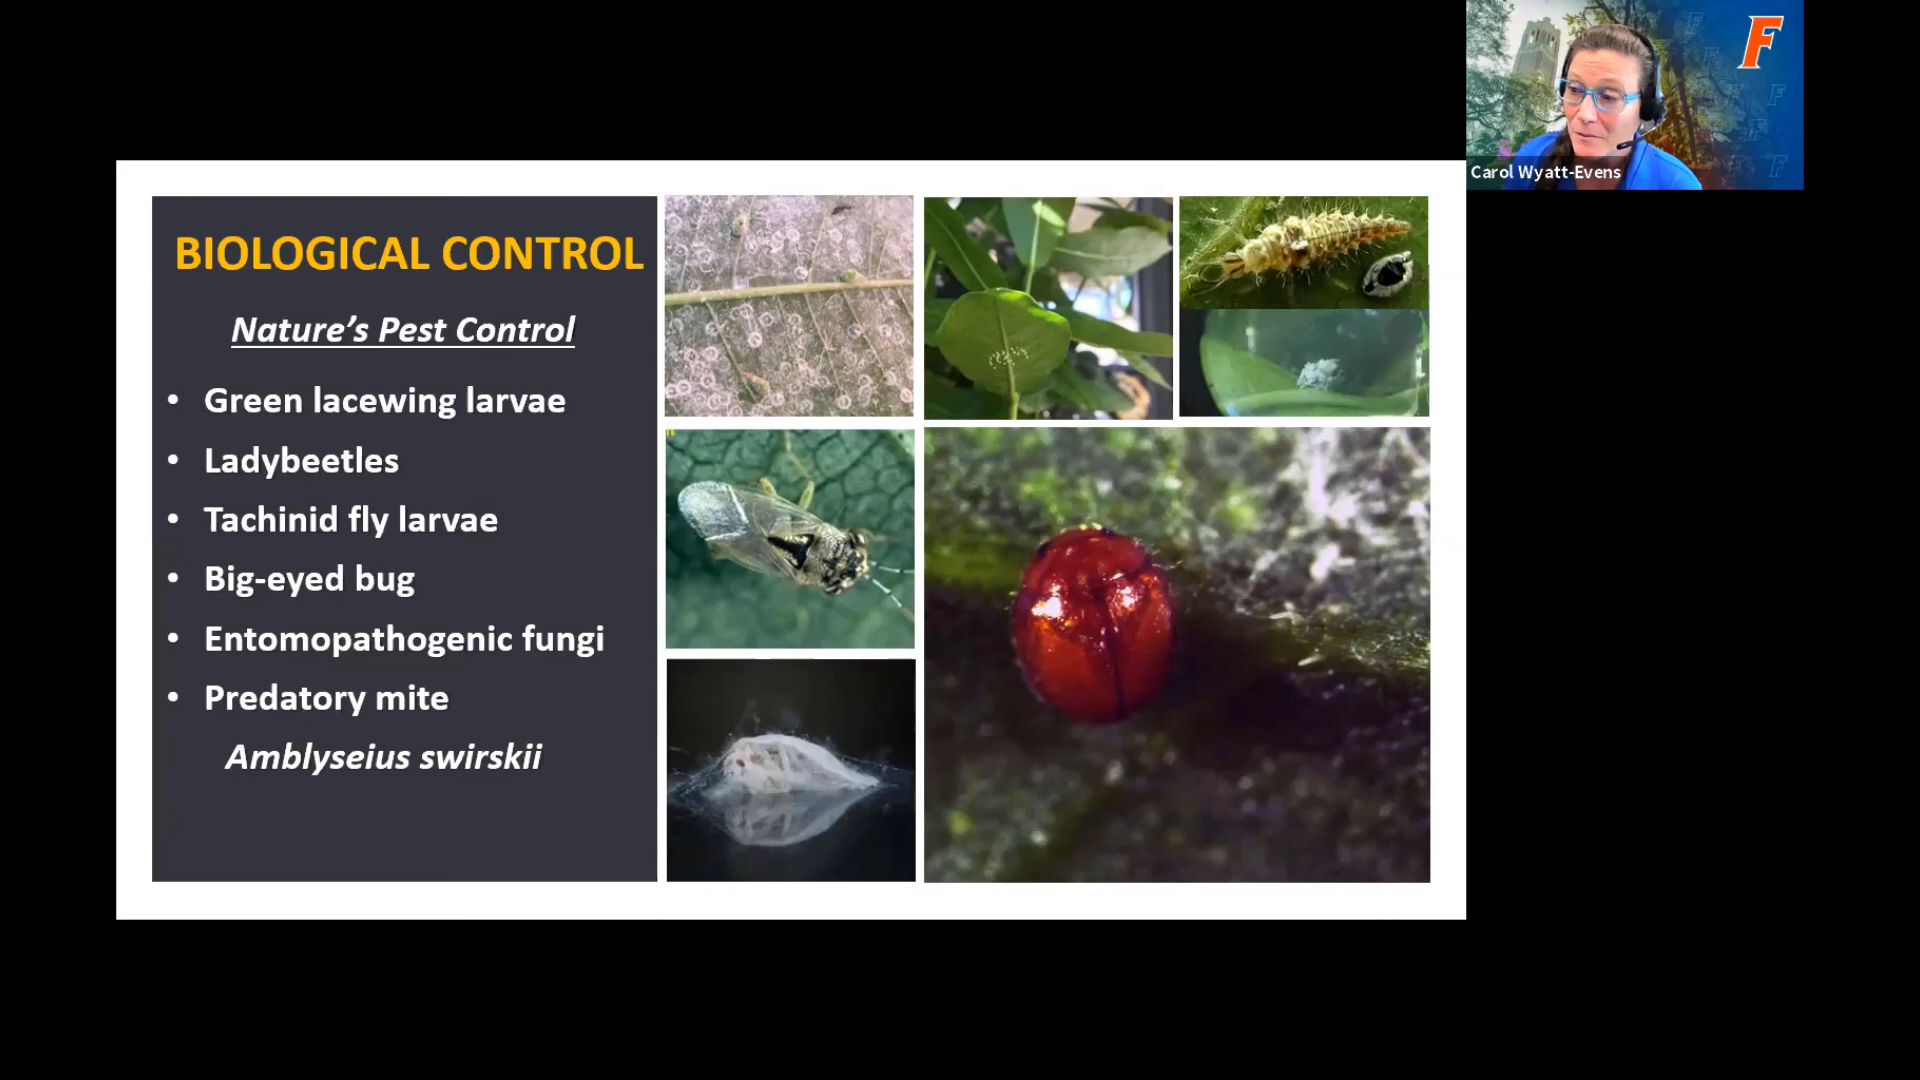 F
Carol Wyatt-Evens
BIOLOGICAL CONTROL
Nature's Pest Control
• Green lacewing larvae
• Ladybeetles
• Tachinid fly larvae
• Big-eyed bug
• Entomopathogenic fungi
• Predatory mite
Amblyseius swirskii